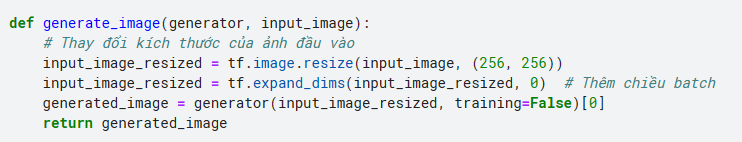 def generate_image(generator, input_image):
    # Thay đổi kích thước của ảnh đầu vào
    input_image_resized = tf.image.resize(input_image, (256, 256))
    input_image_resized = tf.expand_dims(input_image_resized, 0)  # Thêm chiều batch
    generated_image = generator(input_image_resized, training=False)[0]
    return generated_image